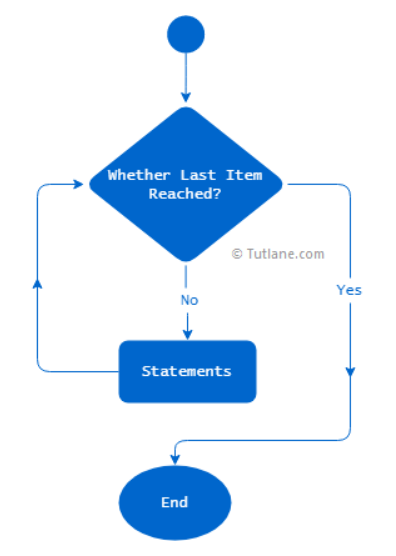 Whether Last Item
Reached?
© Tutlane.com
Yes
No
Statements
End